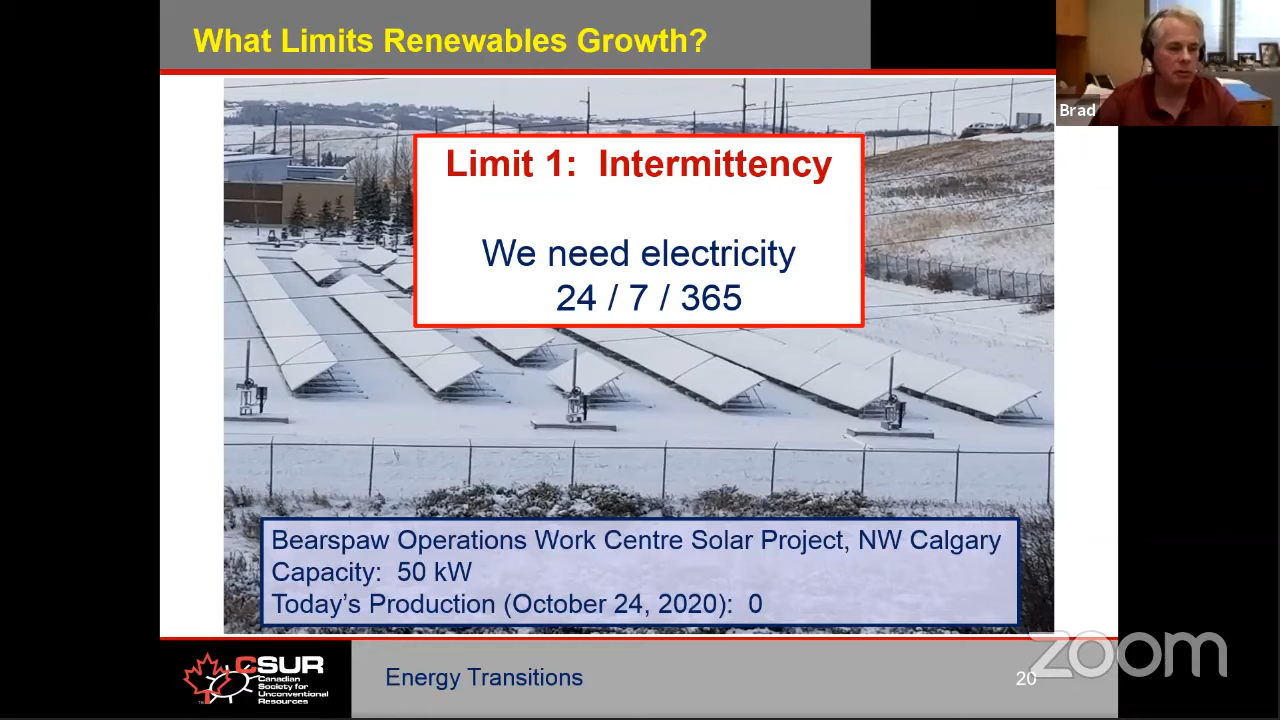 What Limits Renewables Growth?
Brad
Limit 1: Intermittency
We need electricity
24 / 7 / 365
Bearspaw Operations Work Centre Solar Project, NW Calgary
Capacity: 50 kW
Today's Production (October 24, 2020): 0
CSUR
Canadian
Society for
Unconventional
Resources
TM
Energy Transitions
20
zoom